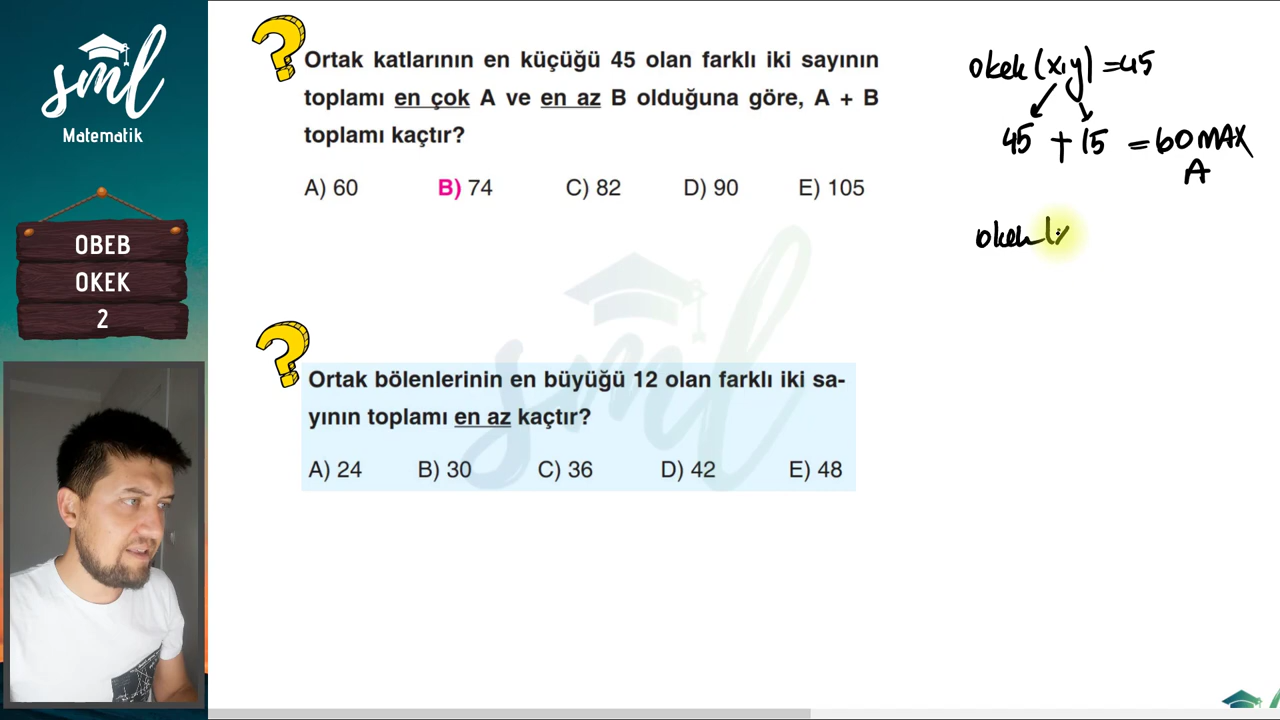 sml
Matematik
OBEB
OKEK
2
Ortak katlarının en küçüğü 45 olan farklı iki sayının
toplamı en çok A ve en az B olduğuna göre, A + B
toplamı kaçtır?
A) 60 B) 74 C) 82 D) 90 E) 105
Ortak bölenlerinin en büyüğü 12 olan farklı iki sa-
yının toplamı en az kaçtır?
A) 24 B) 30 C) 36 D) 42 E) 48
okek(x,y)=45
45 + 15 = 60 MAX
A
okek(x
sml